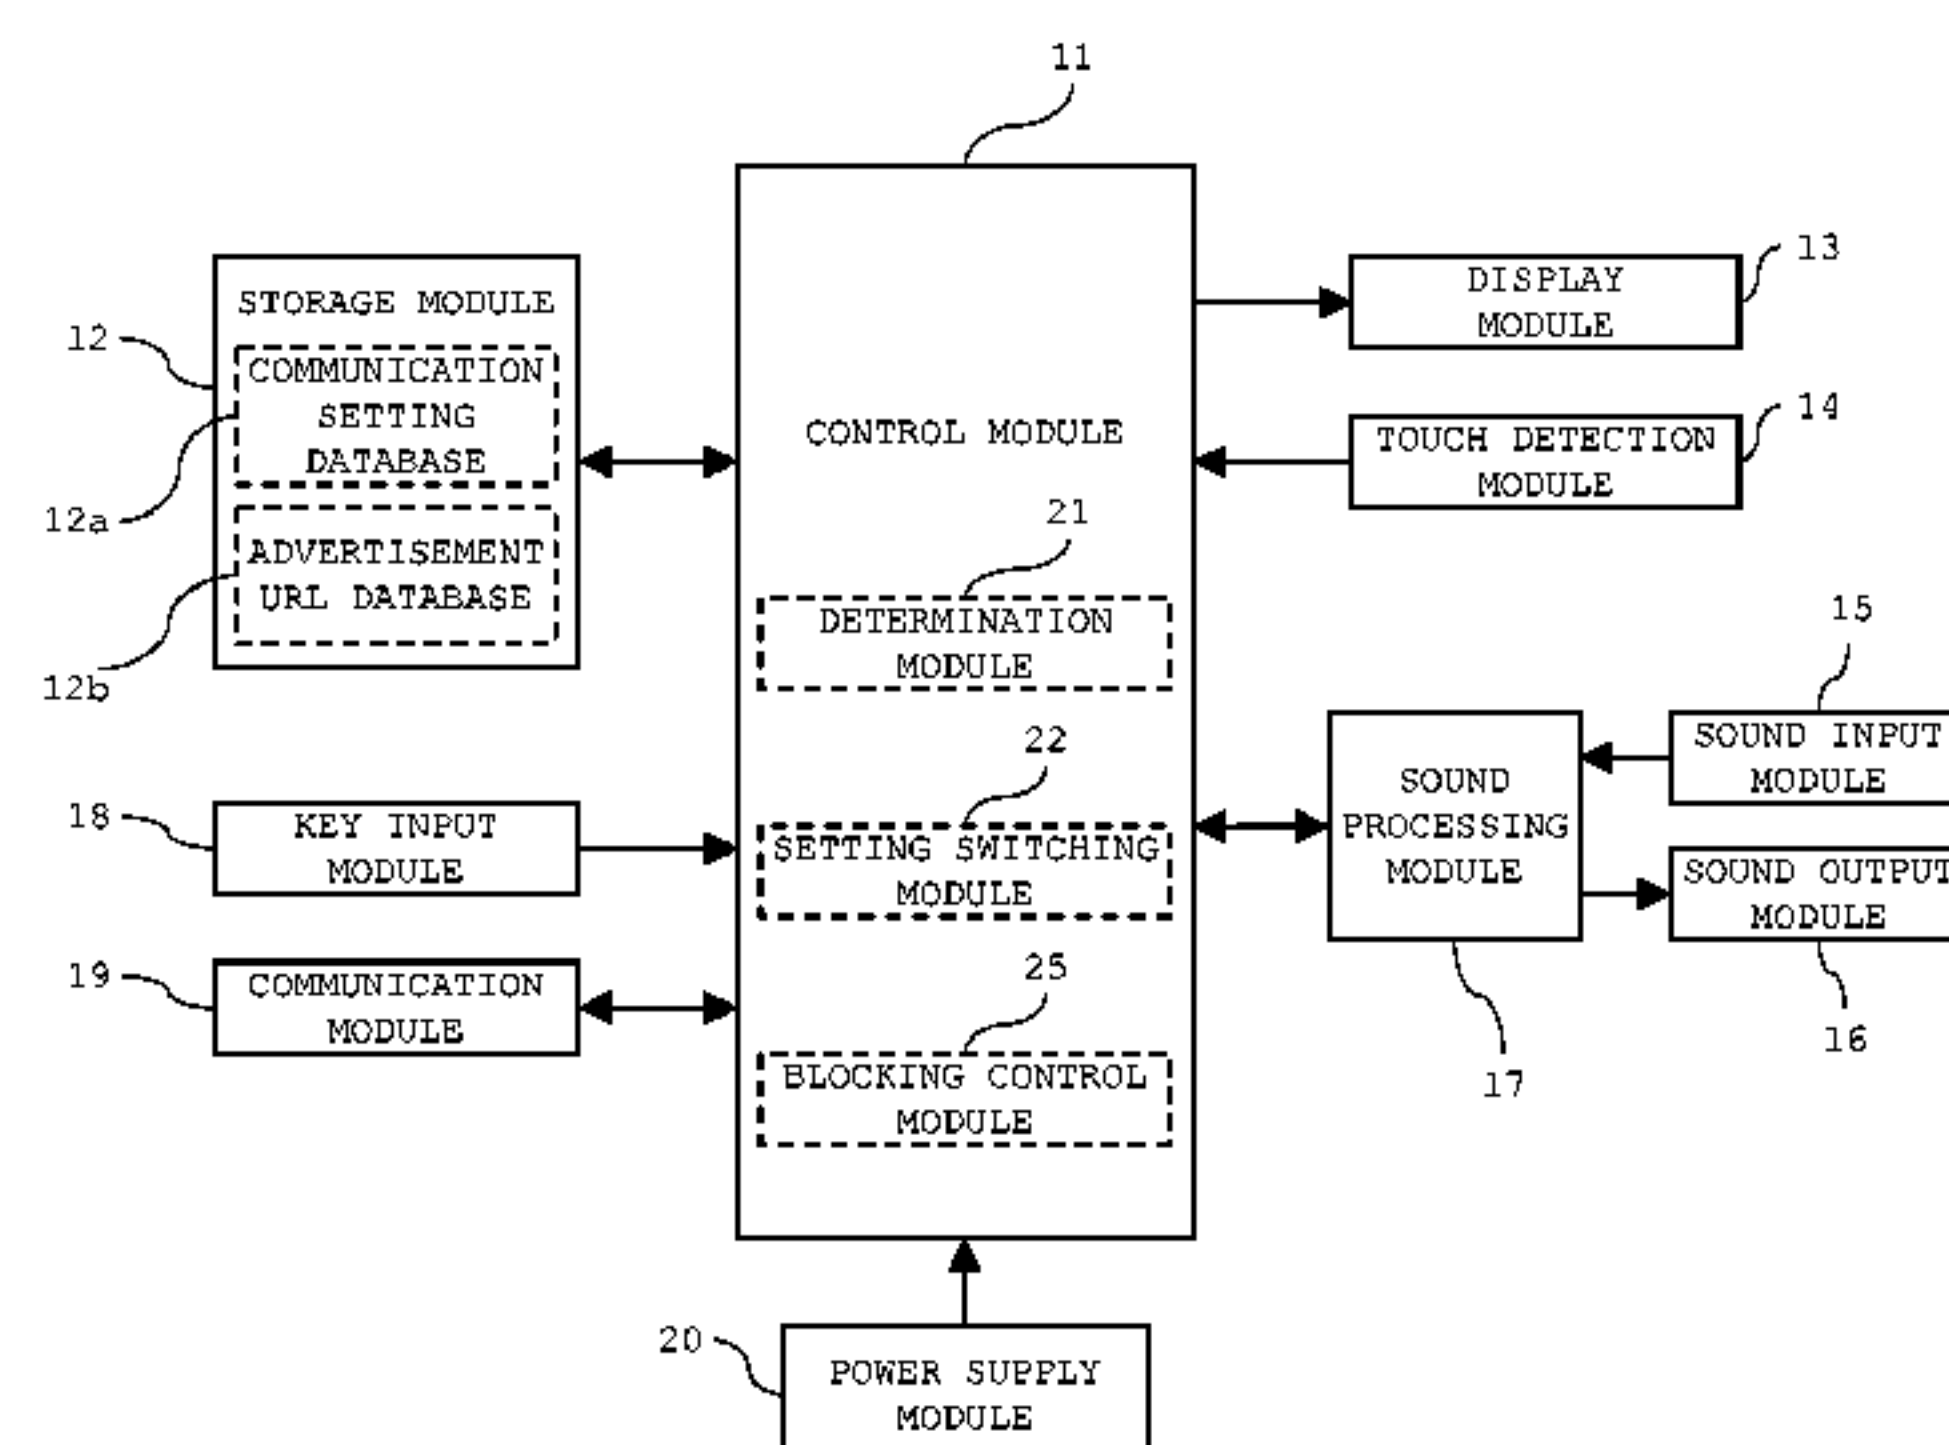 11
STORAGE MODULE
12
COMMUNICATION
SETTING
DATABASE
12a
ADVERTISEMENT
URL DATABASE
12b
18
KEY INPUT
MODULE
19
COMMUNICATION
MODULE
CONTROL MODULE
21
DETERMINATION
MODULE
22
SETTING SWITCHING
MODULE
25
BLOCKING CONTROL
MODULE
20
POWER SUPPLY
MODULE
13
DISPLAY
MODULE
14
TOUCH DETECTION
MODULE
15
SOUND INPUT
MODULE
SOUND
PROCESSING
MODULE
SOUND OUTPUT
MODULE
16
17